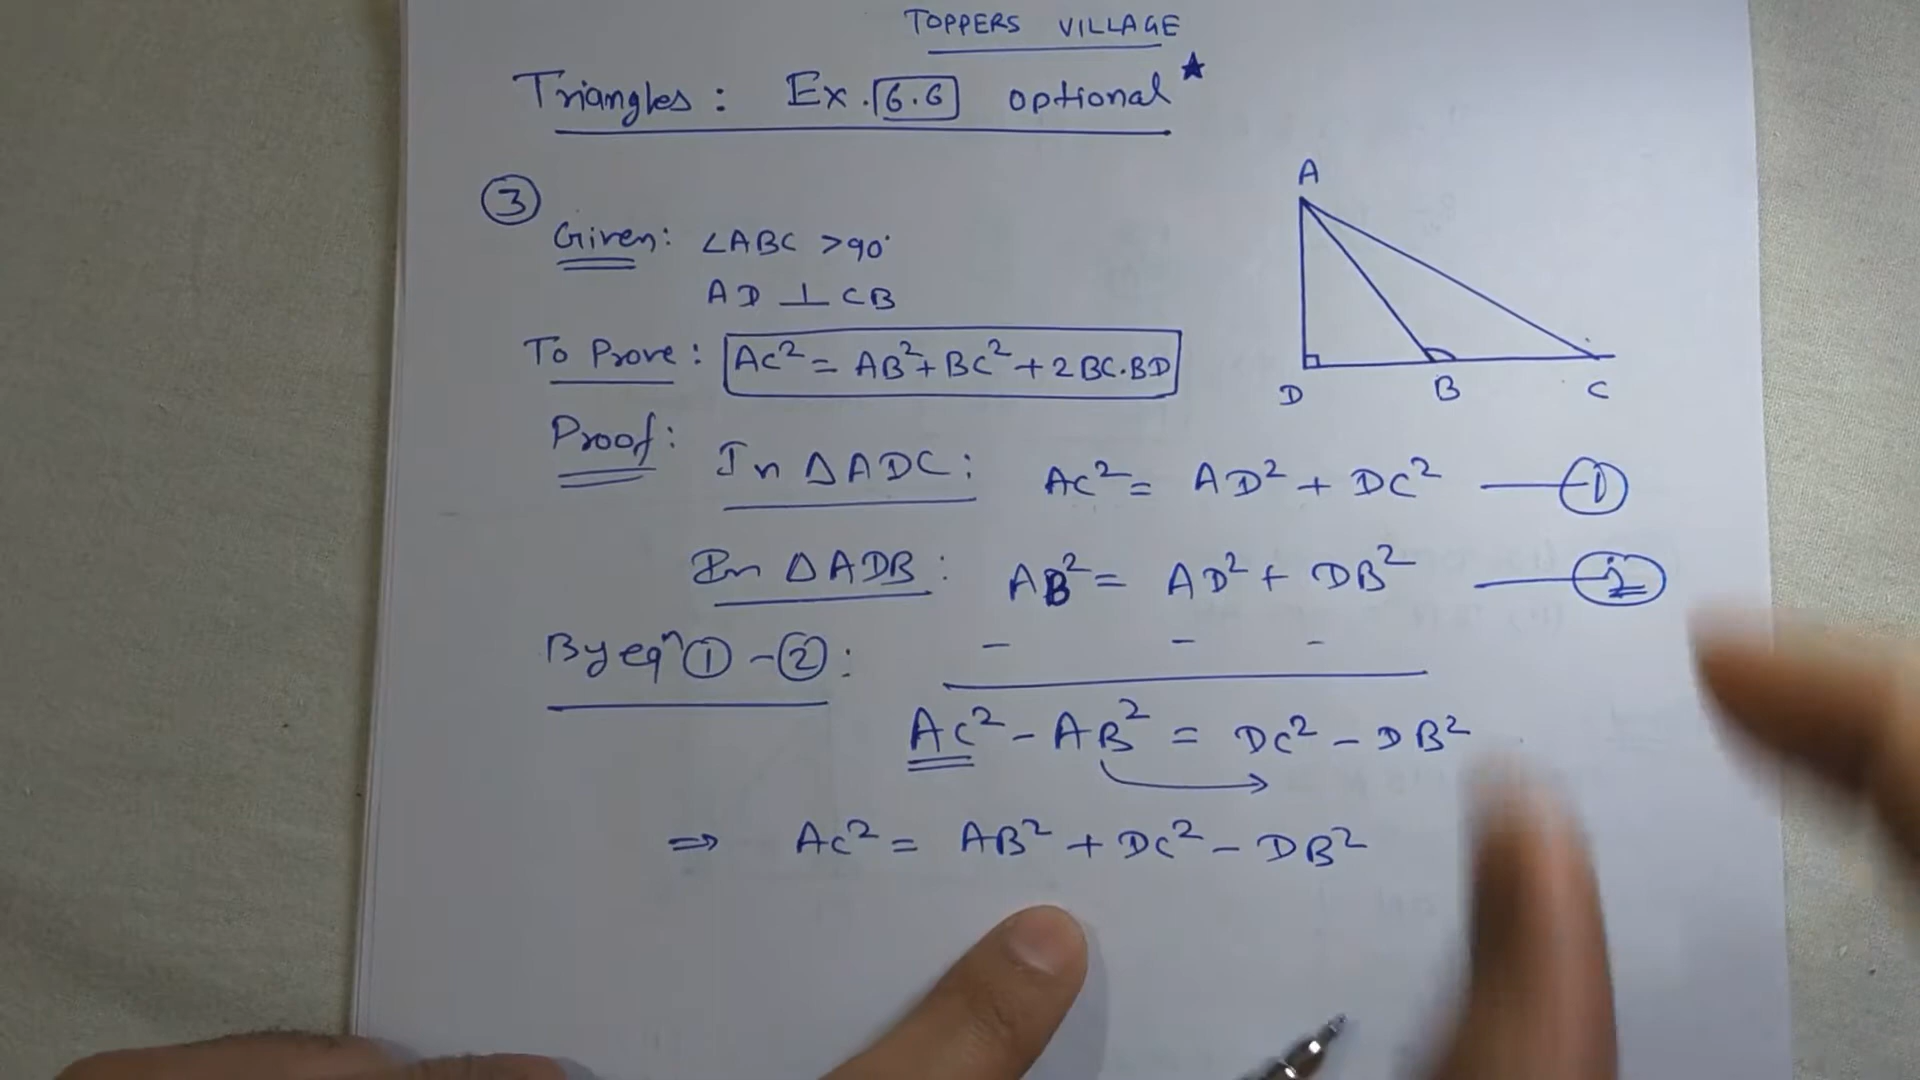 TOPPERS VILLAGE
Triangles : Ex. 6.6 optional ★
③
Given : ∠ABC > 90°
AD ⊥ CB
To Prove : AC² = AB² + BC² + 2BC.BD
A
D B C
Proof :
In ΔADC : AC² = AD² + DC² — ①
In ΔADB : AB² = AD² + DB² — ②
By eqⁿ ① - ② : - - -
AC² - AB² = DC² - DB²
⇒ AC² = AB² + DC² - DB²